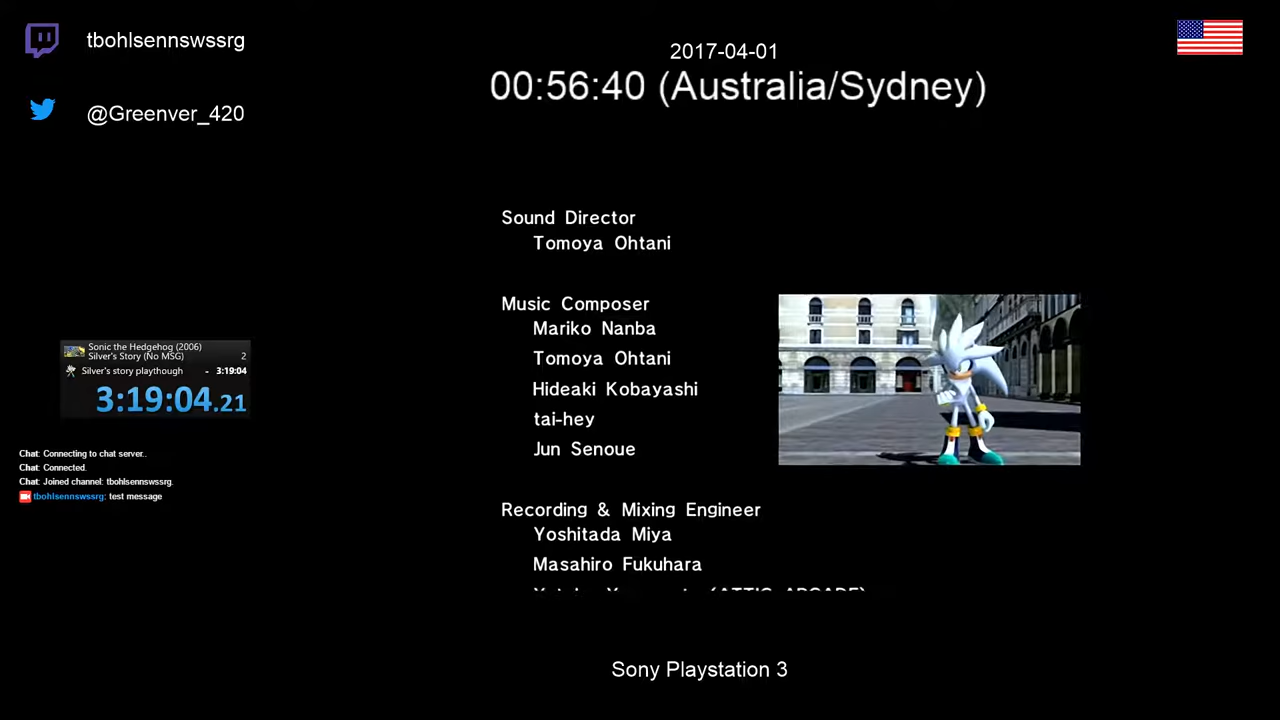 tbohlsennswssrg
@Greenver_420
2017-04-01
00:56:40 (Australia/Sydney)
Sound Director
Tomoya Ohtani
Music Composer
Mariko Nanba
Tomoya Ohtani
Hideaki Kobayashi
tai-hey
Jun Senoue
Recording & Mixing Engineer
Yoshitada Miya
Masahiro Fukuhara
(ATTIC ARCADE)
Sonic the Hedgehog (2006)
Silver's Story (No MSG) 2
Silver's story playthough - 3:19:04
3:19:04.21
Chat: Connecting to chat server..
Chat: Connected.
Chat: Joined channel: tbohlsennswssrg.
tbohlsennswssrg: test message
Sony Playstation 3